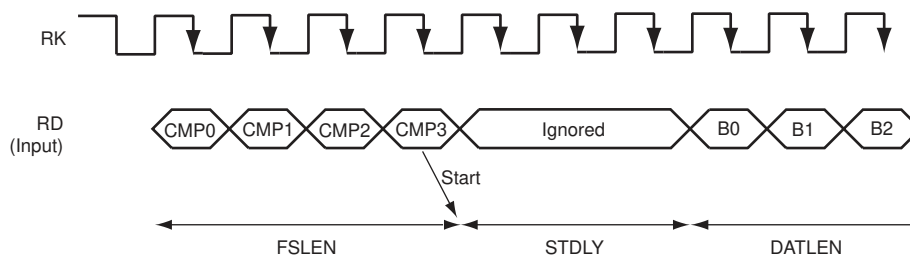 RK
RD
(Input)
CMP0 CMP1 CMP2 CMP3 Ignored B0 B1 B2
Start
FSLEN STDLY DATLEN